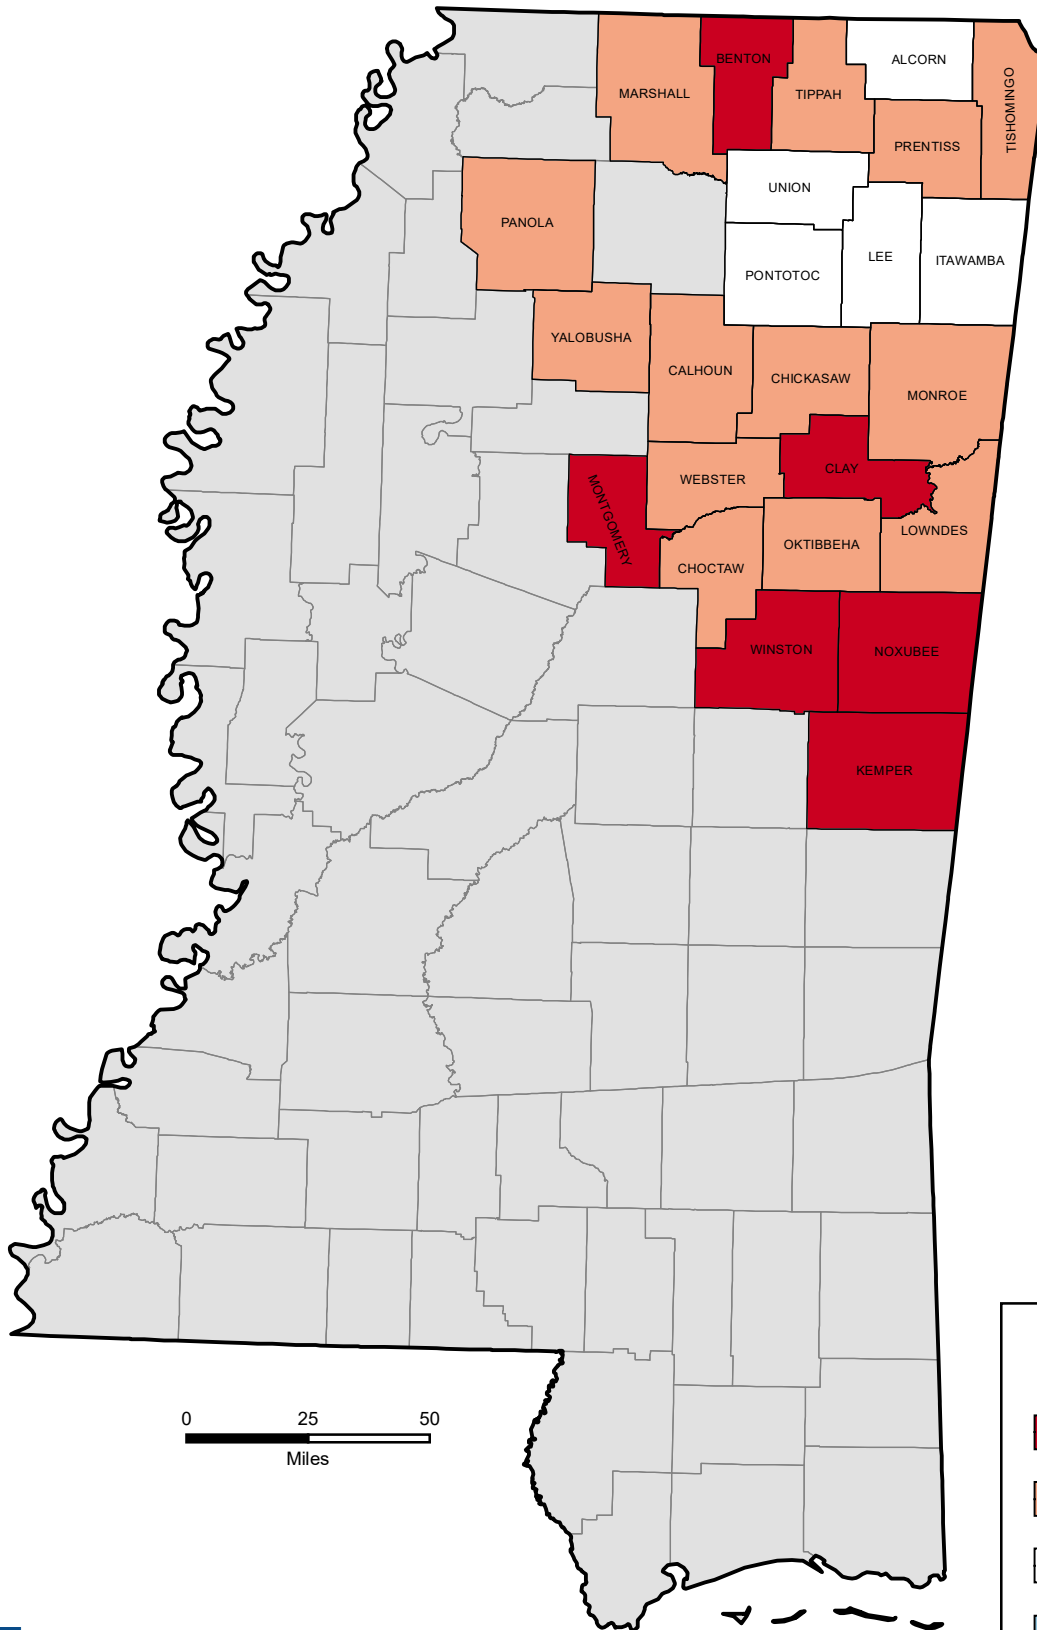 BENTON
ALCORN
MARSHALL
TIPPAH
TISHOMINGO
PRENTISS
UNION
PANOLA
LEE
ITAWAMBA
PONTOTOC
YALOBUSHA
CALHOUN
CHICKASAW
MONROE
CLAY
WEBSTER
MONTGOMERY
LOWNDES
OKTIBBEHA
CHOCTAW
WINSTON
NOXUBEE
KEMPER
0 25 50
Miles